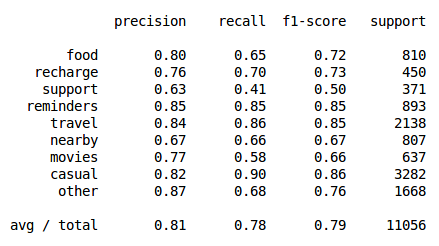 precision recall f1-score support
food 0.80 0.65 0.72 810
recharge 0.76 0.70 0.73 450
support 0.63 0.41 0.50 371
reminders 0.85 0.85 0.85 893
travel 0.84 0.86 0.85 2138
nearby 0.67 0.66 0.67 807
movies 0.77 0.58 0.66 637
casual 0.82 0.90 0.86 3282
other 0.87 0.68 0.76 1668
avg / total 0.81 0.78 0.79 11056